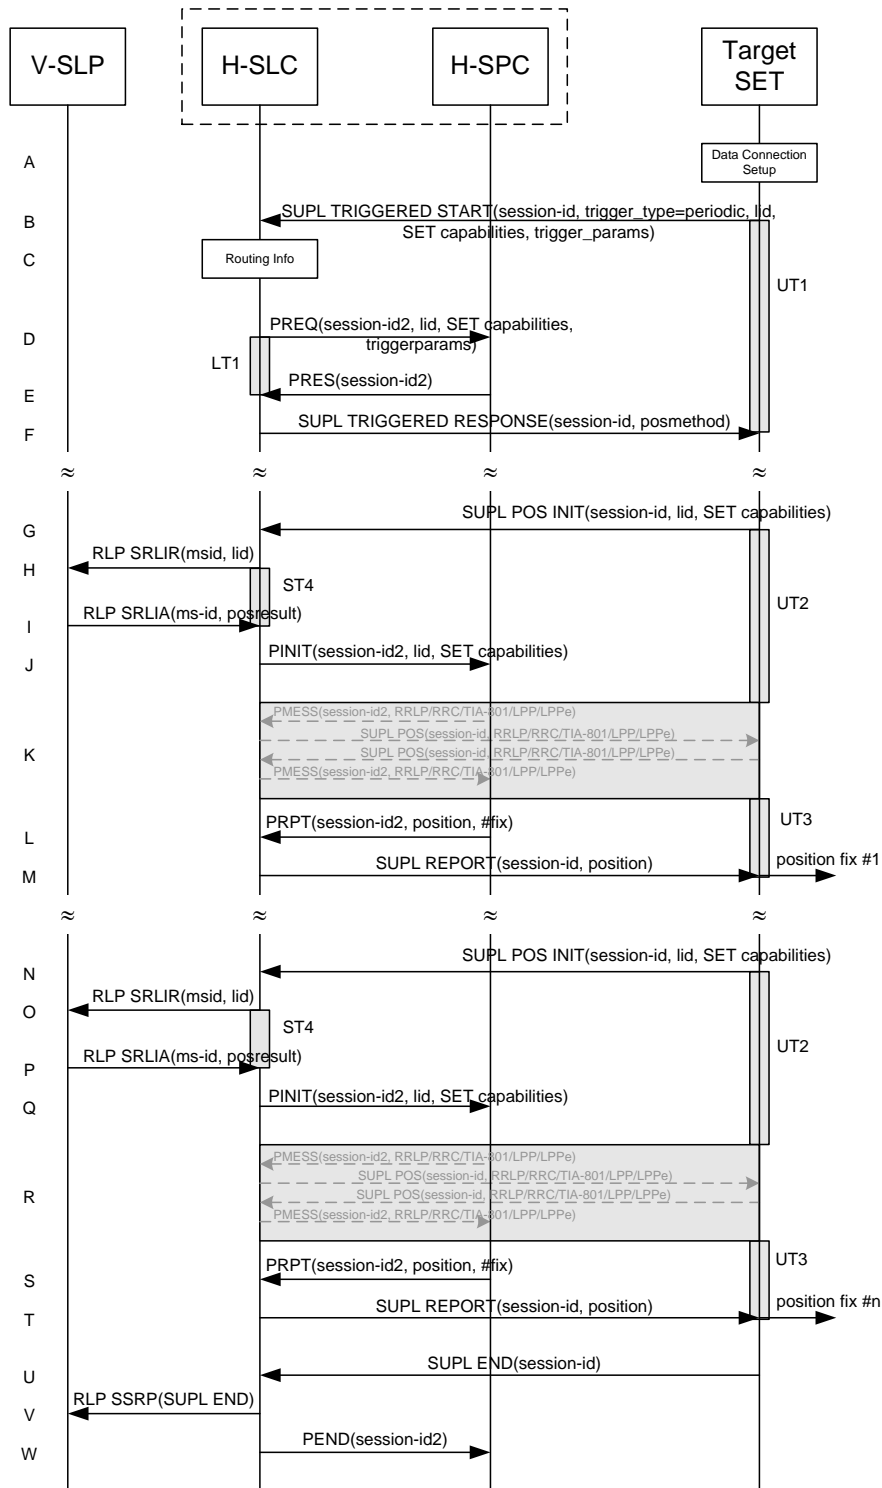 V-SLP
H-SLC
H-SPC
Target
SET
A
Data Connection
Setup
B
SUPL TRIGGERED START(session-id, trigger_type=periodic, lid,
SET capabilities, trigger_params)
C
Routing Info
UT1
D
PREQ(session-id2, lid, SET capabilities,
triggerparams)
LT1
E
PRES(session-id2)
F
SUPL TRIGGERED RESPONSE(session-id, posmethod)
≈ ≈ ≈ ≈
G
SUPL POS INIT(session-id, lid, SET capabilities)
H
RLP SRLIR(msid, lid)
ST4
UT2
I
RLP SRLIA(ms-id, posresult)
J
PINIT(session-id2, lid, SET capabilities)
K
PMESS(session-id2, RRLP/RRC/TIA-801/LPP/LPPe)
SUPL POS(session-id, RRLP/RRC/TIA-801/LPP/LPPe)
SUPL POS(session-id, RRLP/RRC/TIA-801/LPP/LPPe)
PMESS(session-id2, RRLP/RRC/TIA-801/LPP/LPPe)
L
PRPT(session-id2, position, #fix)
UT3
M
SUPL REPORT(session-id, position)
position fix #1
≈ ≈ ≈ ≈
N
SUPL POS INIT(session-id, lid, SET capabilities)
O
RLP SRLIR(msid, lid)
ST4
UT2
P
RLP SRLIA(ms-id, posresult)
Q
PINIT(session-id2, lid, SET capabilities)
R
PMESS(session-id2, RRLP/RRC/TIA-801/LPP/LPPe)
SUPL POS(session-id, RRLP/RRC/TIA-801/LPP/LPPe)
SUPL POS(session-id, RRLP/RRC/TIA-801/LPP/LPPe)
PMESS(session-id2, RRLP/RRC/TIA-801/LPP/LPPe)
S
PRPT(session-id2, position, #fix)
UT3
T
SUPL REPORT(session-id, position)
position fix #n
U
SUPL END(session-id)
V
RLP SSRP(SUPL END)
W
PEND(session-id2)